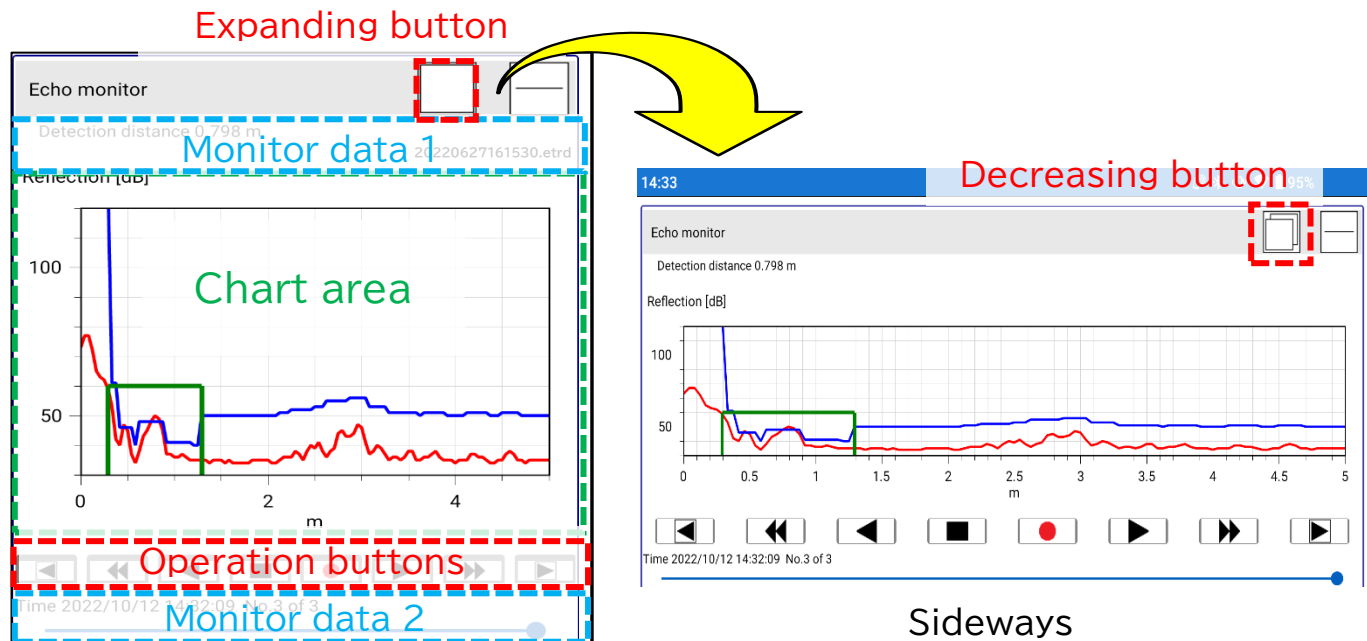 Expanding button
Echo monitor
Detection distance 0.798 m
Monitor data 1
20220627161530.etrd
Reflection [dB]
100
Chart area
50
0 2 4
m
Operation buttons
Time 2022/10/12 14:32:09 No.3 of 3
Monitor data 2
Decreasing button
14:33
95%
Echo monitor
Detection distance 0.798 m
Reflection [dB]
100
50
0 0.5 1 1.5 2 2.5 3 3.5 4 4.5 5
m
Time 2022/10/12 14:32:09 No.3 of 3
Sideways